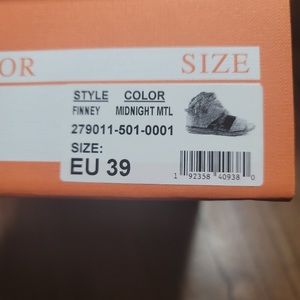 OR SIZE
STYLE COLOR
FINNEY MIDNIGHT MTL
279011-501-0001
SIZE:
EU 39
1 92358 40938 0